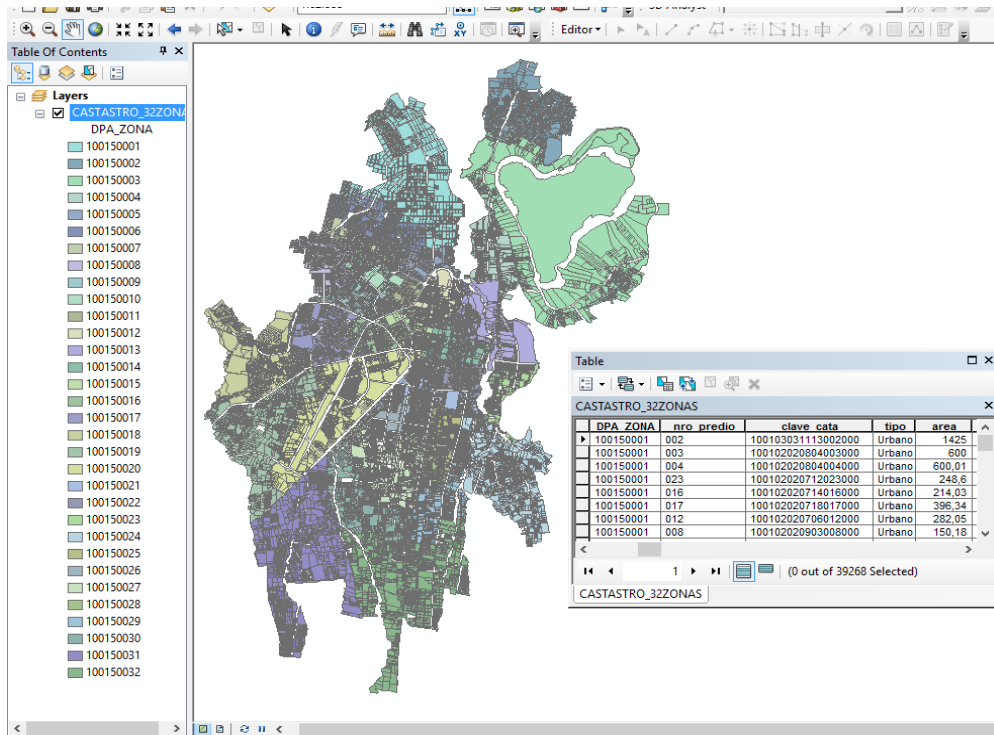 Editor
Table Of Contents
Layers
CASTASTRO_32ZONA
DPA_ZONA
100150001
100150002
100150003
100150004
100150005
100150006
100150007
100150008
100150009
100150010
100150011
100150012
100150013
100150014
100150015
100150016
100150017
100150018
100150019
100150020
100150021
100150022
100150023
100150024
100150025
100150026
100150027
100150028
100150029
100150030
100150031
100150032
Table
CASTASTRO_32ZONAS
DPA_ZONA nro_predio clave_cata tipo area
100150001 002 100103031113002000 Urbano 1425
100150001 003 100102020804003000 Urbano 600
100150001 004 100102020804004000 Urbano 600,01
100150001 023 100102020712023000 Urbano 248,6
100150001 016 100102020714016000 Urbano 214,03
100150001 017 100102020718017000 Urbano 396,34
100150001 012 100102020706012000 Urbano 282,05
100150001 008 100102020903008000 Urbano 150,18
1 (0 out of 39268 Selected)
CASTASTRO_32ZONAS